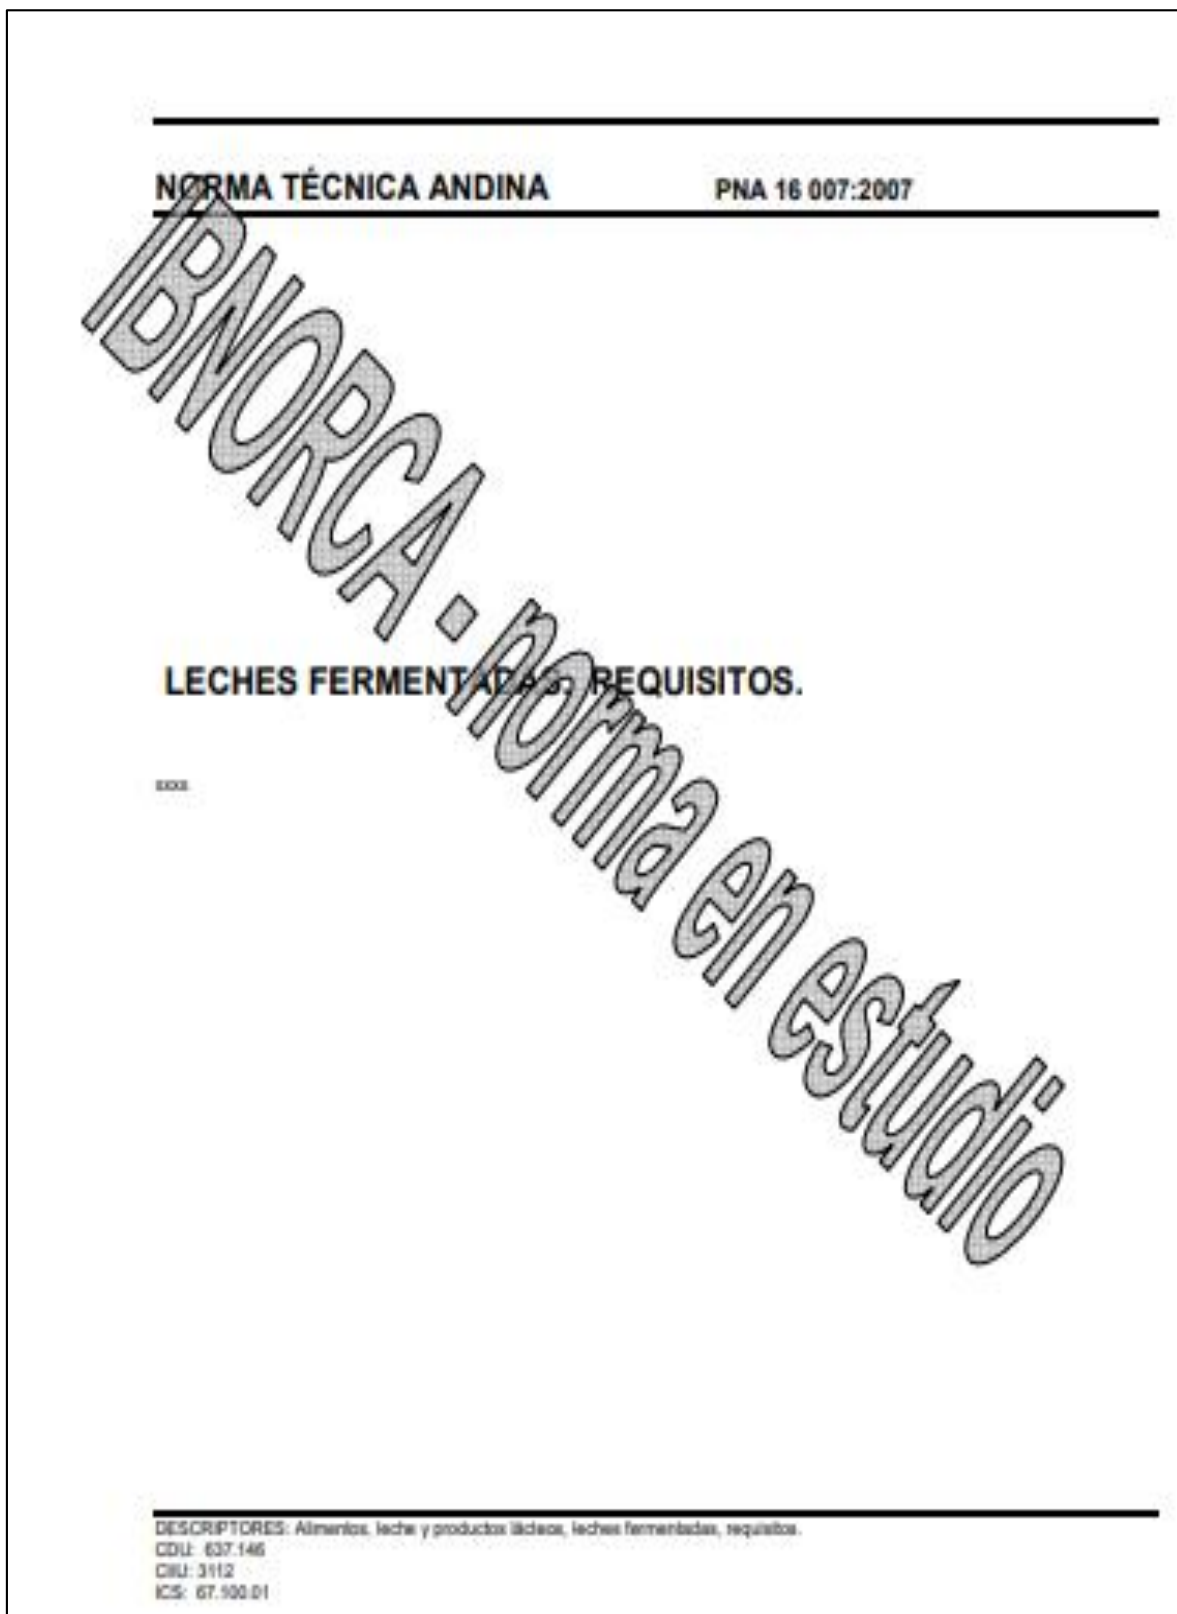 NORMA TÉCNICA ANDINA PNA 16 007:2007
IBNORCA - norma en estudio
LECHES FERMENTADAS. REQUISITOS.
DESCRIPTORES: Alimentos, leche y productos lácteos, leches fermentadas, requisitos.
CDU: 637.146
CIIU: 3112
ICS: 67.100.01